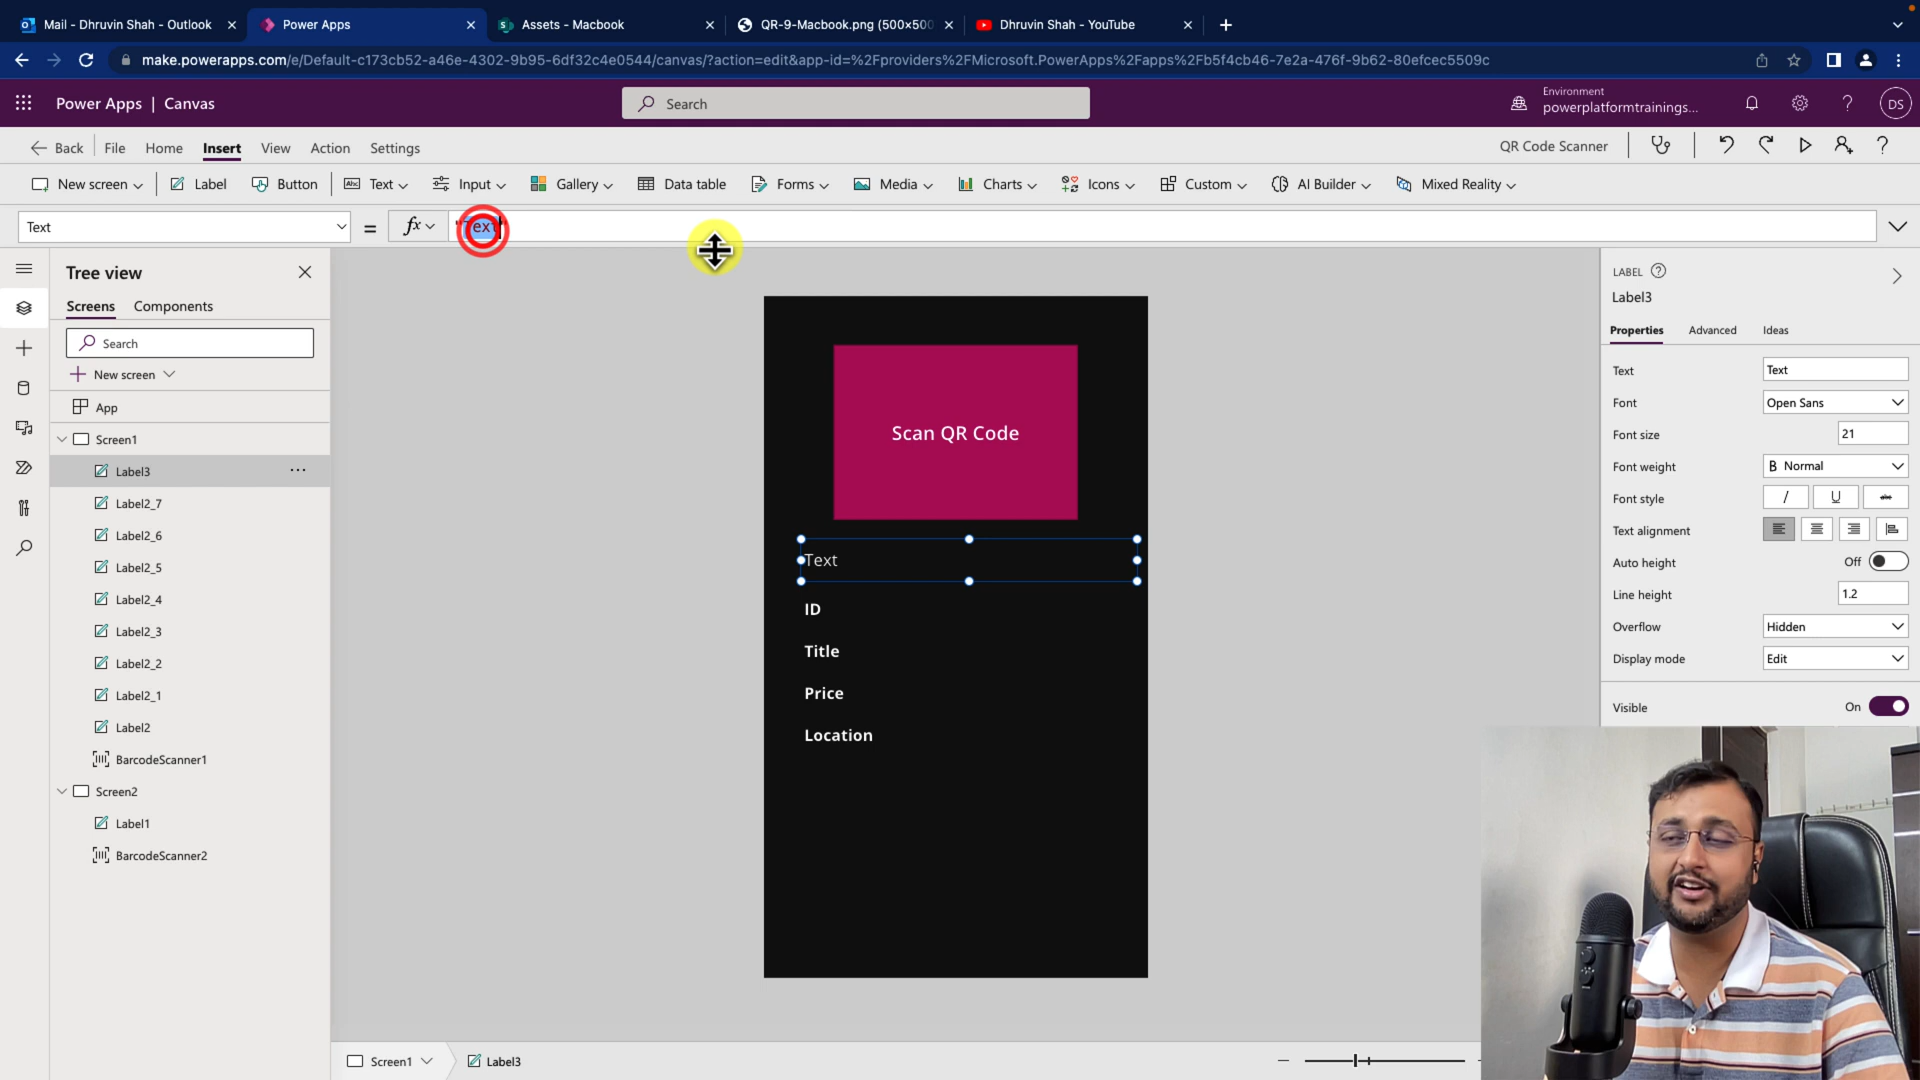 Mail - Dhruvin Shah - Outlook
Power Apps
Assets - Macbook
QR-9-Macbook.png (500×500
Dhruvin Shah - YouTube
make.powerapps.com/e/Default-c173cb52-a46e-4302-9b95-6df32c4e0544/canvas/?action=edit&app-id=%2Fproviders%2FMicrosoft.PowerApps%2Fapps%2Fb5f4cb46-7e2a-476f-9b62-80efcec5509c
Power Apps | Canvas
Search
Environment
powerplatformtrainings...
DS
Back
File
Home
Insert
View
Action
Settings
QR Code Scanner
New screen
Label
Button
Text
Input
Gallery
Data table
Forms
Media
Charts
Icons
Custom
AI Builder
Mixed Reality
Text
=
fx
"Text"
Tree view
Screens
Components
Search
New screen
App
Screen1
Label3
Label2_7
Label2_6
Label2_5
Label2_4
Label2_3
Label2_2
Label2_1
Label2
BarcodeScanner1
Screen2
Label1
BarcodeScanner2
Scan QR Code
Text
ID
Title
Price
Location
Screen1
Label3
LABEL
Label3
Properties
Advanced
Ideas
Text
Text
Font
Open Sans
Font size
21
Font weight
B Normal
Font style
/
U
abc
Text alignment
Auto height
Off
Line height
1.2
Overflow
Hidden
Display mode
Edit
Visible
On